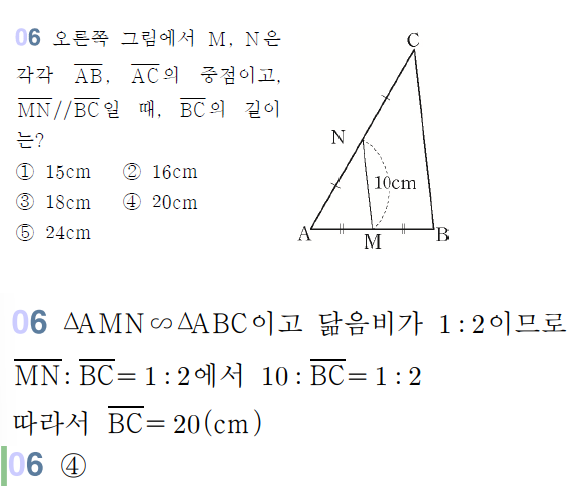 06 오른쪽 그림에서 M, N은
각각 AB, AC의 중점이고,
MN//BC일 때, BC의 길이
는?
① 15cm ② 16cm
③ 18cm ④ 20cm
⑤ 24cm
C
N
10cm
A
M
B
06 △AMN∽△ABC이고 닮음비가 1:2이므로
MN:BC=1:2에서 10:BC=1:2
따라서 BC=20(cm)
06 ④